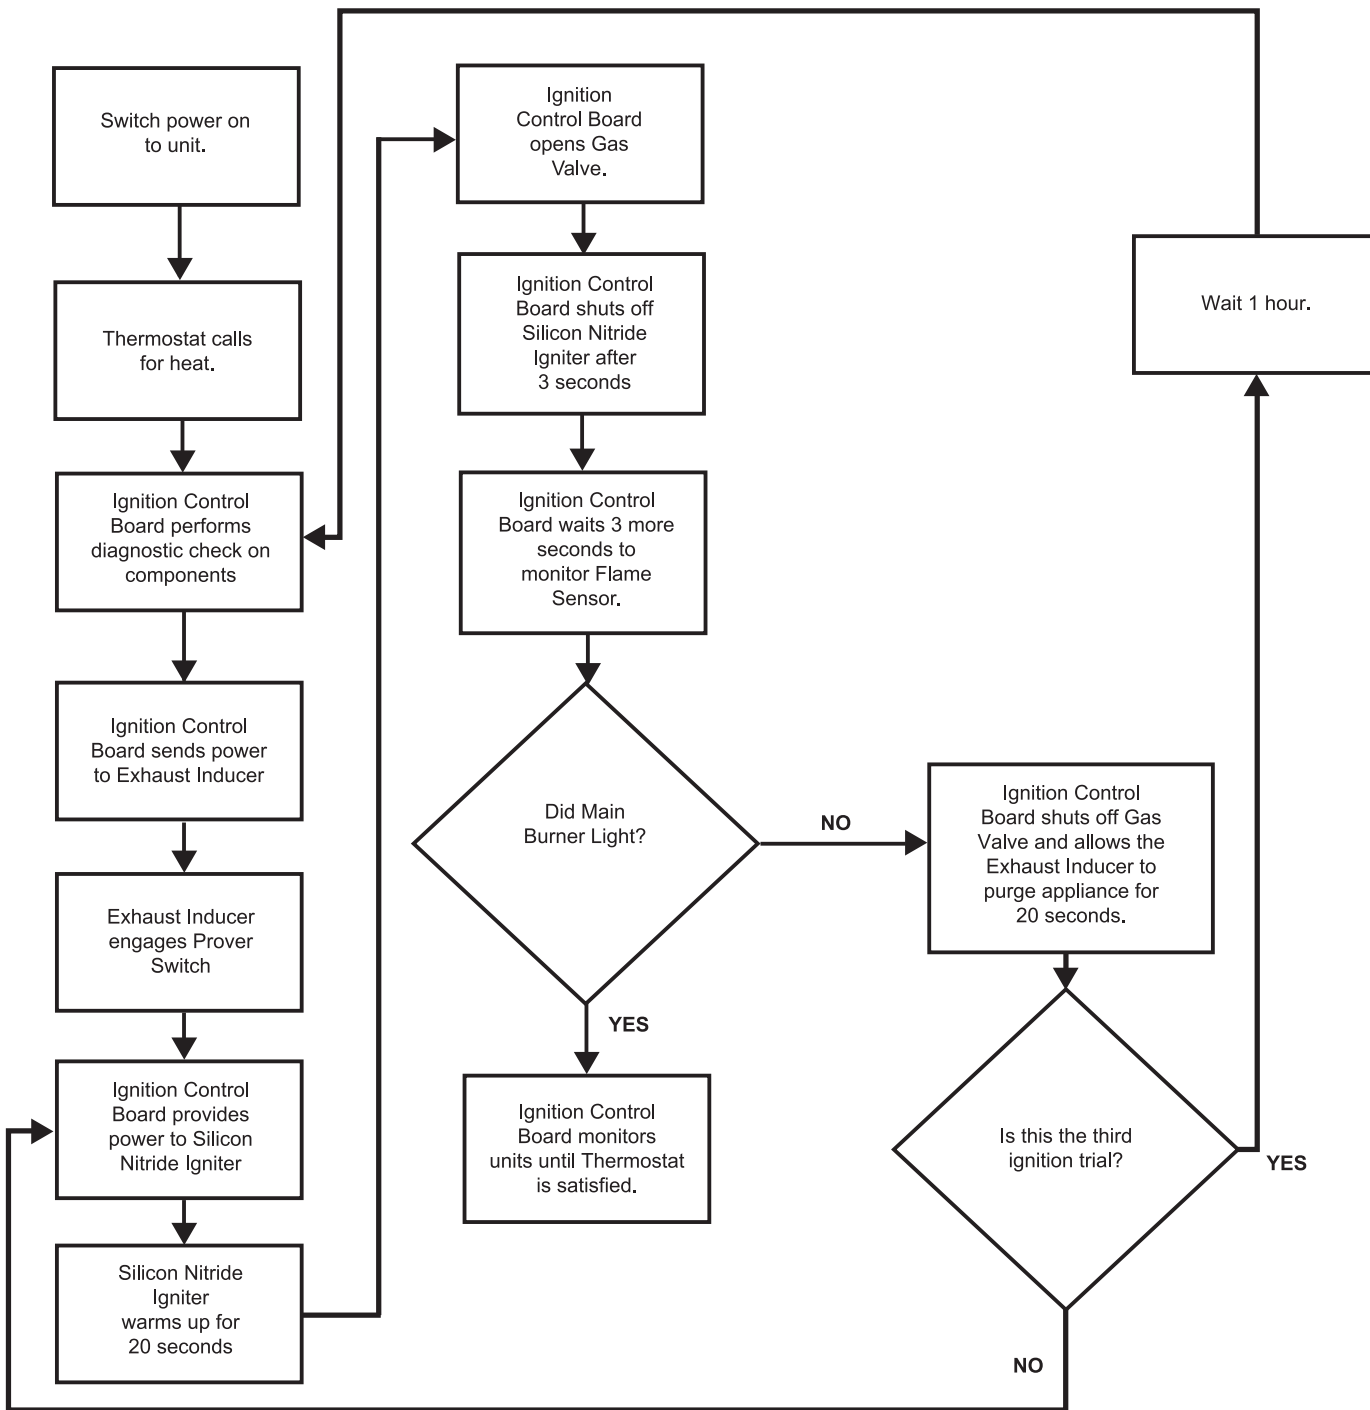 Switch power on
to unit.
Thermostat calls
for heat.
Ignition Control
Board performs
diagnostic check on
components
Ignition Control
Board sends power
to Exhaust Inducer
Exhaust Inducer
engages Prover
Switch
Ignition Control
Board provides
power to Silicon
Nitride Igniter
Silicon Nitride
Igniter
warms up for
20 seconds
Ignition
Control Board
opens Gas
Valve.
Ignition Control
Board shuts off
Silicon Nitride
Igniter after
3 seconds
Ignition Control
Board waits 3 more
seconds to
monitor Flame
Sensor.
Did Main
Burner Light?
YES
Ignition Control
Board monitors
units until Thermostat
is satisfied.
NO
Ignition Control
Board shuts off Gas
Valve and allows the
Exhaust Inducer to
purge appliance for
20 seconds.
Is this the third
ignition trial?
NO
YES
Wait 1 hour.